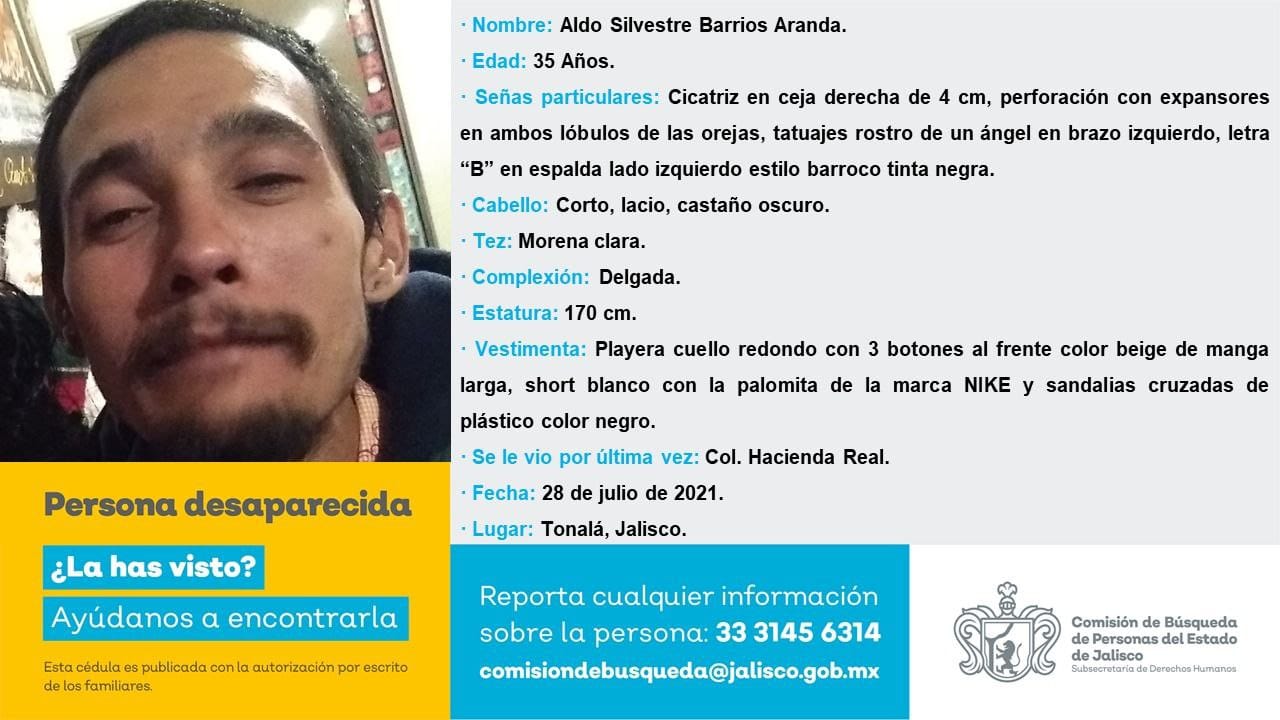 · Nombre: Aldo Silvestre Barrios Aranda.
· Edad: 35 Años.
· Señas particulares: Cicatriz en ceja derecha de 4 cm, perforación con expansores
en ambos lóbulos de las orejas, tatuajes rostro de un ángel en brazo izquierdo, letra
“B” en espalda lado izquierdo estilo barroco tinta negra.
· Cabello: Corto, lacio, castaño oscuro.
· Tez: Morena clara.
· Complexión: Delgada.
· Estatura: 170 cm.
· Vestimenta: Playera cuello redondo con 3 botones al frente color beige de manga
larga, short blanco con la palomita de la marca NIKE y sandalias cruzadas de
plástico color negro.
· Se le vio por última vez: Col. Hacienda Real.
· Fecha: 28 de julio de 2021.
· Lugar: Tonalá, Jalisco.
Persona desaparecida
¿La has visto?
Ayúdanos a encontrarla
Esta cédula es publicada con la autorización por escrito
de los familiares.
Reporta cualquier información
sobre la persona: 33 3145 6314
comisiondebusqueda@jalisco.gob.mx
Comisión de Búsqueda
de Personas del Estado
de Jalisco
Subsecretaría de Derechos Humanos